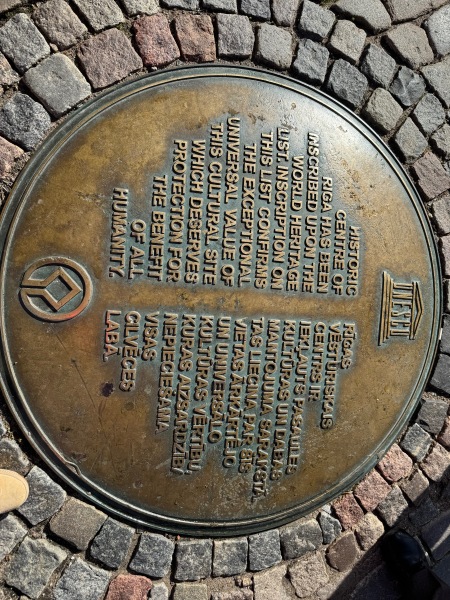 UNESCO
HISTORIC
CENTRE OF
RIGA HAS BEEN
INSCRIBED UPON THE
WORLD HERITAGE
LIST. INSCRIPTION ON
THIS LIST CONFIRMS
THE EXCEPTIONAL
UNIVERSAL VALUE OF
THIS CULTURAL SITE
WHICH DESERVES
PROTECTION FOR
THE BENEFIT
OF ALL
HUMANITY.
RĪGAS
VĒSTURISKAIS
CENTRS IR
IEKĻAUTS PASAULES
KULTŪRAS UN DABAS
MANTOJUMA SARAKSTĀ.
TAS LIECINA PAR ŠĪS
VIETAS ĀRKĀRTĒJO
UN UNIVERSĀLO
KULTŪRAS VĒRTĪBU,
KURAS AIZSARDZĪBA
NEPIECIEŠAMA
VISAS
CILVĒCES
LABĀ.